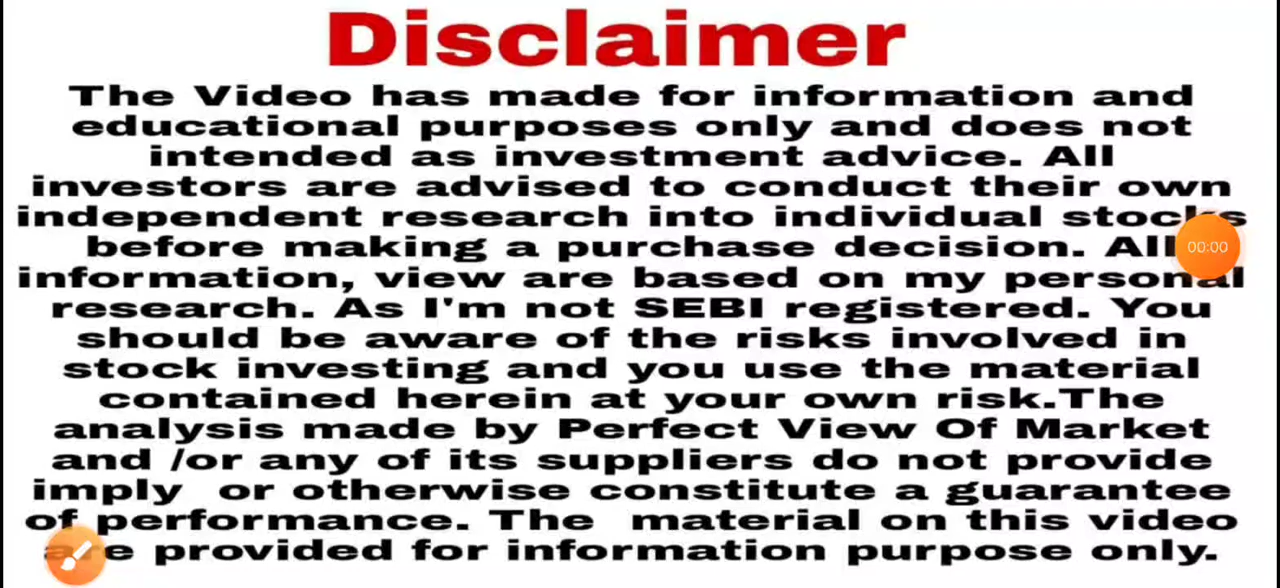 Disclaimer
The Video has made for information and
educational purposes only and does not
intended as investment advice. All
investors are advised to conduct their own
independent research into individual stocks
before making a purchase decision. All
information, view are based on my personal
research. As I'm not SEBI registered. You
should be aware of the risks involved in
stock investing and you use the material
contained herein at your own risk.The
analysis made by Perfect View Of Market
and /or any of its suppliers do not provide
imply or otherwise constitute a guarantee
of performance. The material on this video
are provided for information purpose only.
00:00